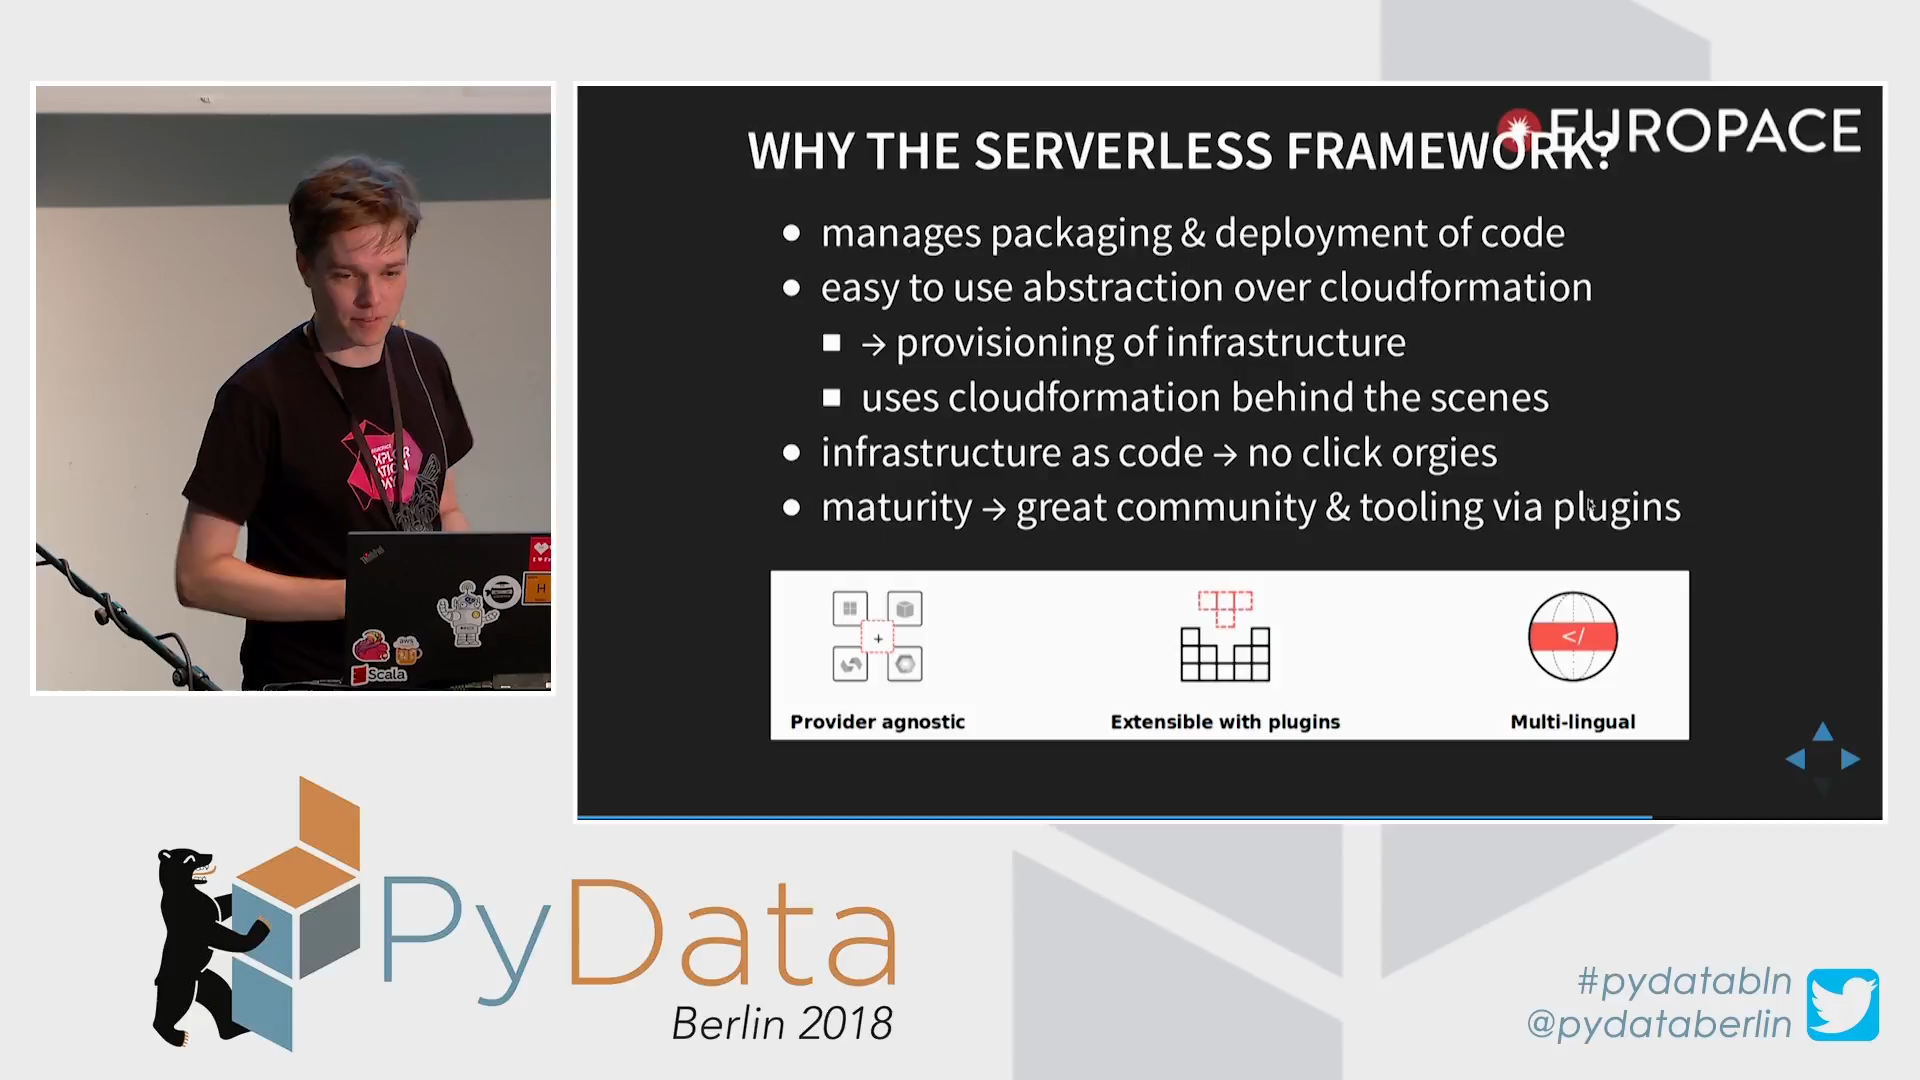 EUROPACE
WHY THE SERVERLESS FRAMEWORK?
manages packaging & deployment of code
easy to use abstraction over cloudformation
→ provisioning of infrastructure
uses cloudformation behind the scenes
infrastructure as code → no click orgies
maturity → great community & tooling via plugins
</
Provider agnostic
Extensible with plugins
Multi-lingual
ThinkPad
aws
H
Scala
PyData
Berlin 2018
#pydatabln
@pydataberlin